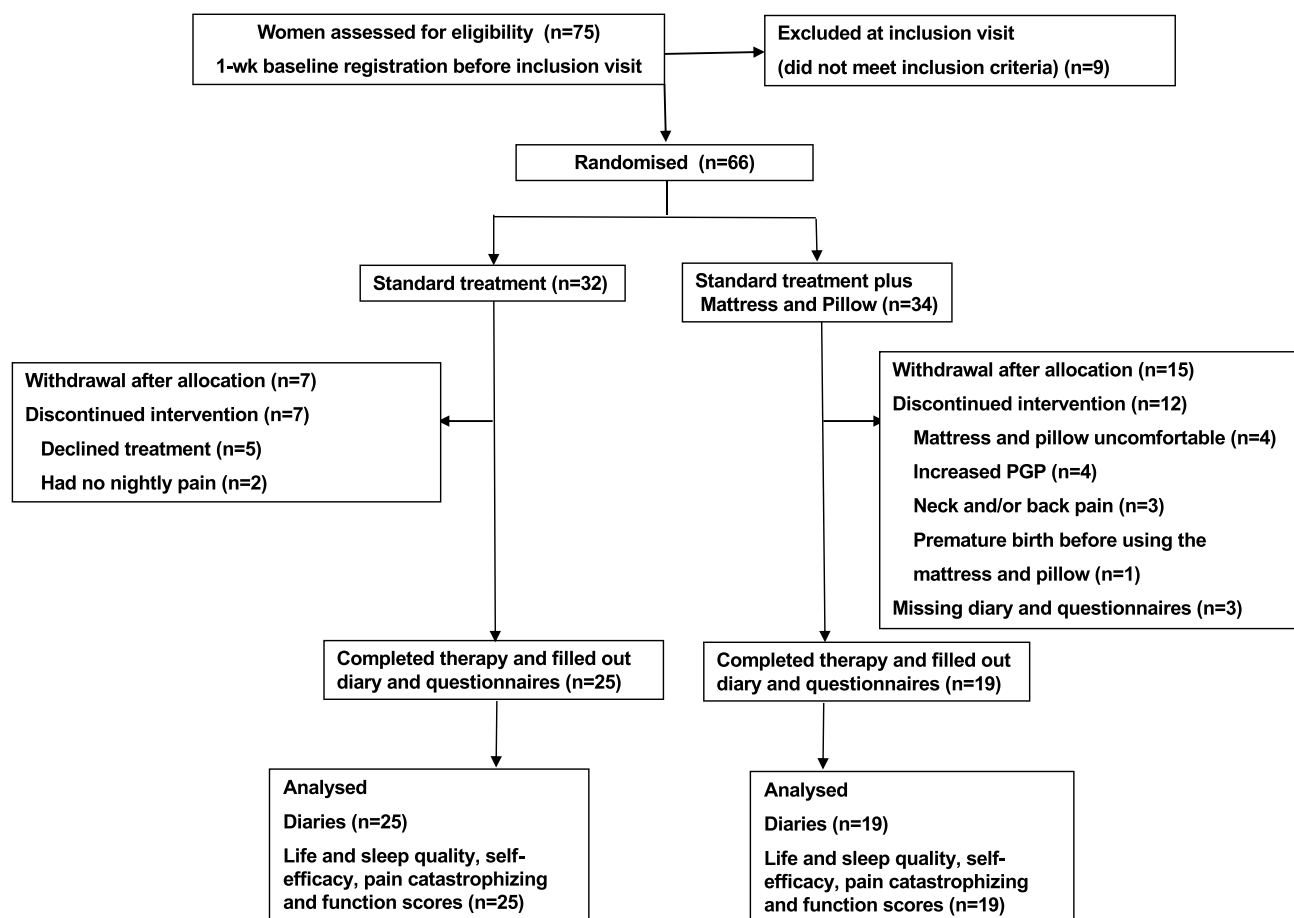 Women assessed for eligibility (n=75)
1-wk baseline registration before inclusion visit
Excluded at inclusion visit
(did not meet inclusion criteria) (n=9)
Randomised (n=66)
Standard treatment (n=32)
Standard treatment plus
Mattress and Pillow (n=34)
Withdrawal after allocation (n=7)
Discontinued intervention (n=7)
Declined treatment (n=5)
Had no nightly pain (n=2)
Withdrawal after allocation (n=15)
Discontinued intervention (n=12)
Mattress and pillow uncomfortable (n=4)
Increased PGP (n=4)
Neck and/or back pain (n=3)
Premature birth before using the
mattress and pillow (n=1)
Missing diary and questionnaires (n=3)
Completed therapy and filled out
diary and questionnaires (n=25)
Completed therapy and filled out
diary and questionnaires (n=19)
Analysed
Diaries (n=25)
Life and sleep quality, self-
efficacy, pain catastrophizing
and function scores (n=25)
Analysed
Diaries (n=19)
Life and sleep quality, self-
efficacy, pain catastrophizing
and function scores (n=19)